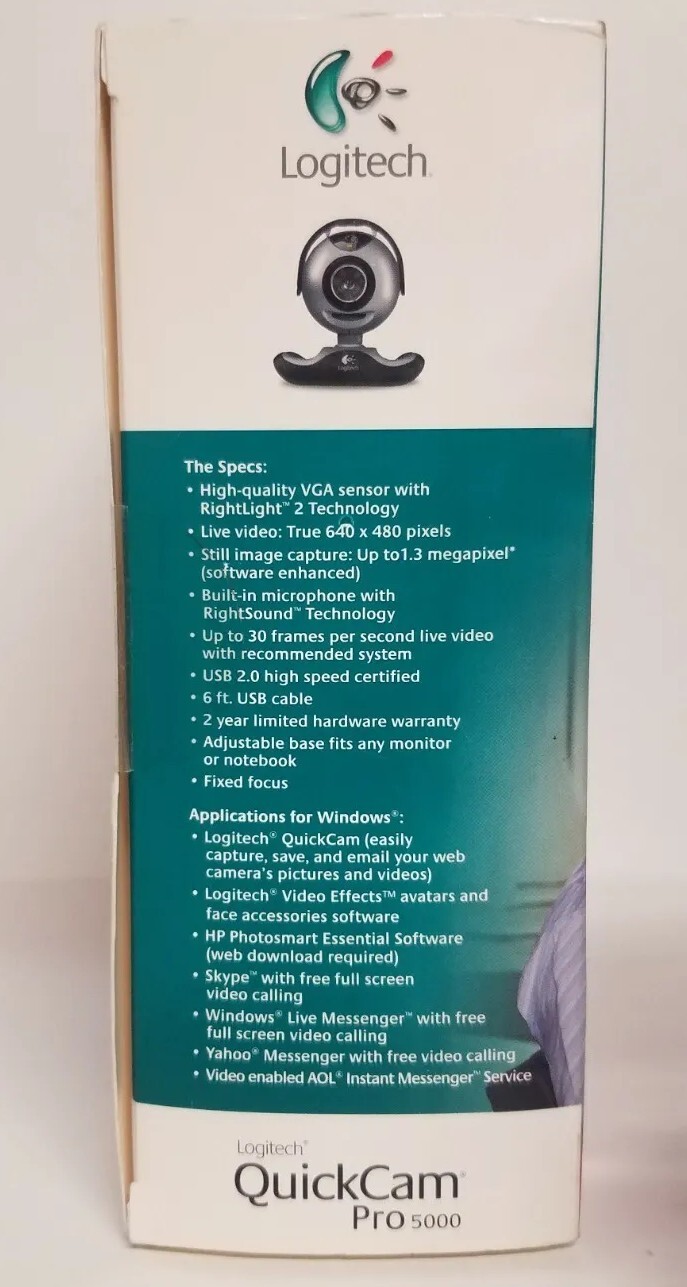 Logitech
Logitech
The Specs:
• High-quality VGA sensor with
RightLight™ 2 Technology
• Live video: True 640 x 480 pixels
• Still image capture: Up to1.3 megapixel*
(software enhanced)
• Built-in microphone with
RightSound™ Technology
• Up to 30 frames per second live video
with recommended system
• USB 2.0 high speed certified
• 6 ft. USB cable
• 2 year limited hardware warranty
• Adjustable base fits any monitor
or notebook
• Fixed focus
Applications for Windows®:
• Logitech® QuickCam (easily
capture, save, and email your web
camera's pictures and videos)
• Logitech® Video Effects™ avatars and
face accessories software
• HP Photosmart Essential Software
(web download required)
• Skype™ with free full screen
video calling
• Windows® Live Messenger™ with free
full screen video calling
• Yahoo® Messenger with free video calling
• Video enabled AOL® Instant Messenger™ Service
Logitech®
QuickCam®
Pro 5000